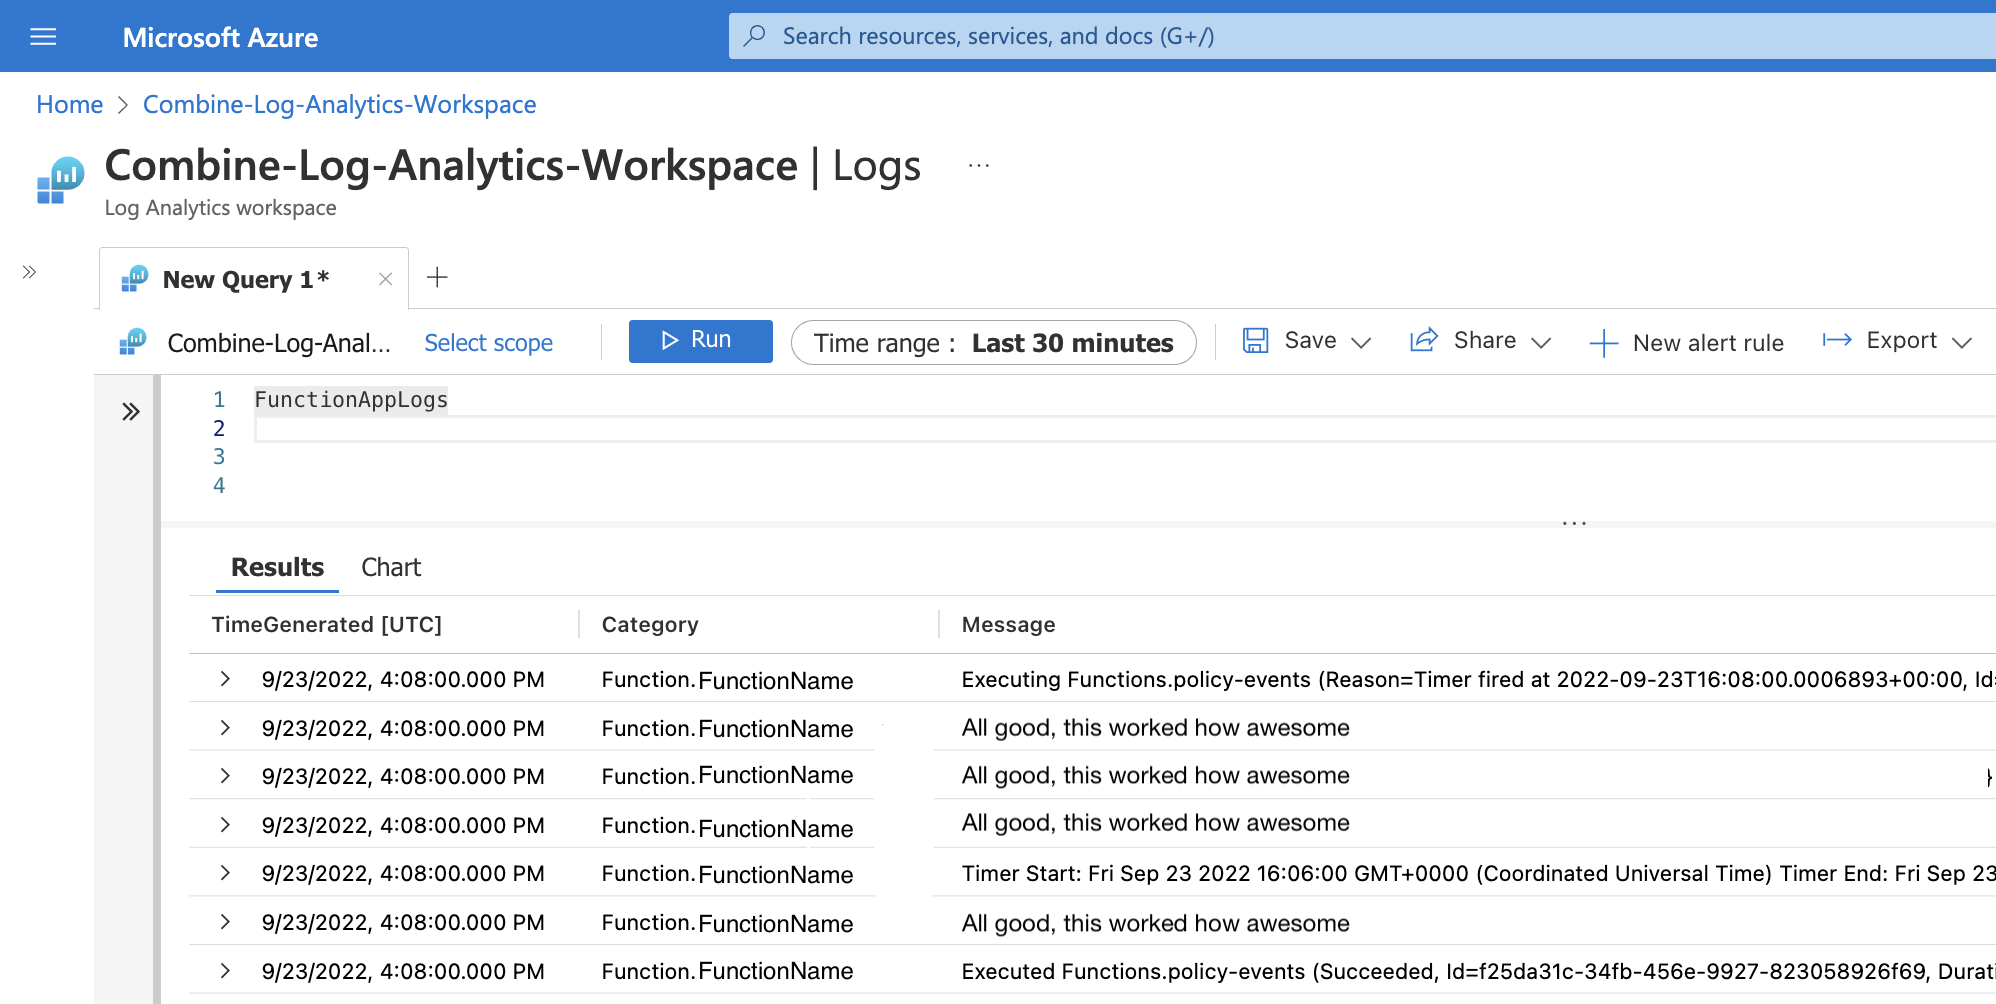 Microsoft Azure
Search resources, services, and docs (G+/)
Home > Combine-Log-Analytics-Workspace
Combine-Log-Analytics-Workspace | Logs ...
Log Analytics workspace
New Query 1*
Combine-Log-Anal... Select scope Run Time range : Last 30 minutes Save Share New alert rule Export
1 FunctionAppLogs
2
3
4
Results Chart
TimeGenerated [UTC] Category Message
9/23/2022, 4:08:00.000 PM Function.FunctionName Executing Functions.policy-events (Reason=Timer fired at 2022-09-23T16:08:00.0006893+00:00, Id=
9/23/2022, 4:08:00.000 PM Function.FunctionName All good, this worked how awesome
9/23/2022, 4:08:00.000 PM Function.FunctionName All good, this worked how awesome }
9/23/2022, 4:08:00.000 PM Function.FunctionName All good, this worked how awesome
9/23/2022, 4:08:00.000 PM Function.FunctionName Timer Start: Fri Sep 23 2022 16:06:00 GMT+0000 (Coordinated Universal Time) Timer End: Fri Sep 23
9/23/2022, 4:08:00.000 PM Function.FunctionName All good, this worked how awesome
9/23/2022, 4:08:00.000 PM Function.FunctionName Executed Functions.policy-events (Succeeded, Id=f25da31c-34fb-456e-9927-823058926f69, Durati